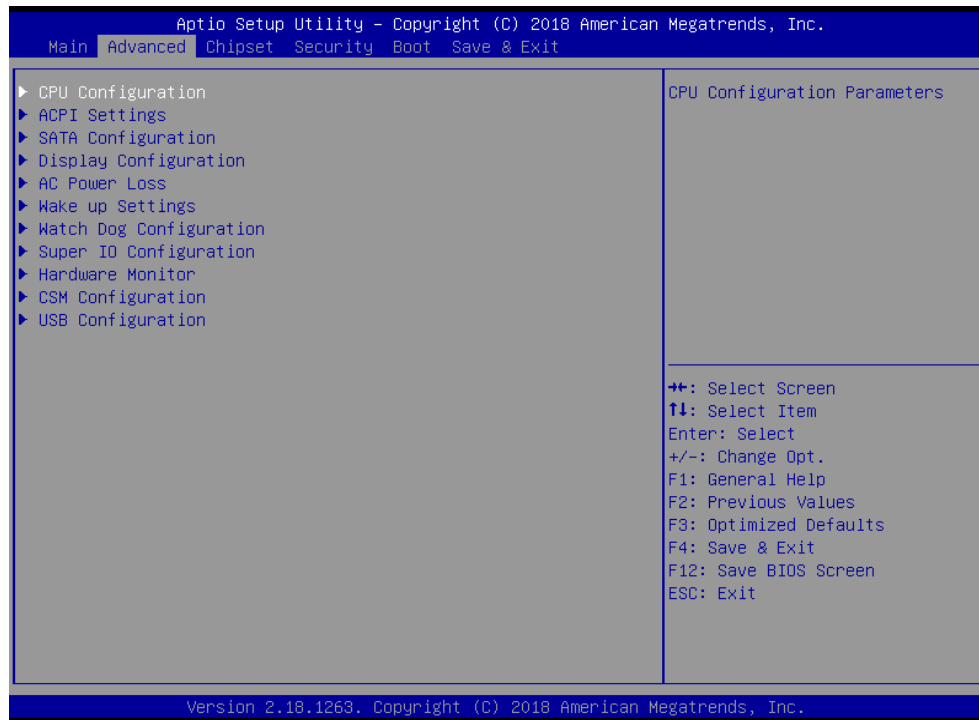 Aptio Setup Utility – Copyright (C) 2018 American Megatrends, Inc.
Main Advanced Chipset Security Boot Save & Exit
▶ CPU Configuration
▶ ACPI Settings
▶ SATA Configuration
▶ Display Configuration
▶ AC Power Loss
▶ Wake up Settings
▶ Watch Dog Configuration
▶ Super IO Configuration
▶ Hardware Monitor
▶ CSM Configuration
▶ USB Configuration
CPU Configuration Parameters
→←: Select Screen
↑↓: Select Item
Enter: Select
+/-: Change Opt.
F1: General Help
F2: Previous Values
F3: Optimized Defaults
F4: Save & Exit
F12: Save BIOS Screen
ESC: Exit
Version 2.18.1263. Copyright (C) 2018 American Megatrends, Inc.